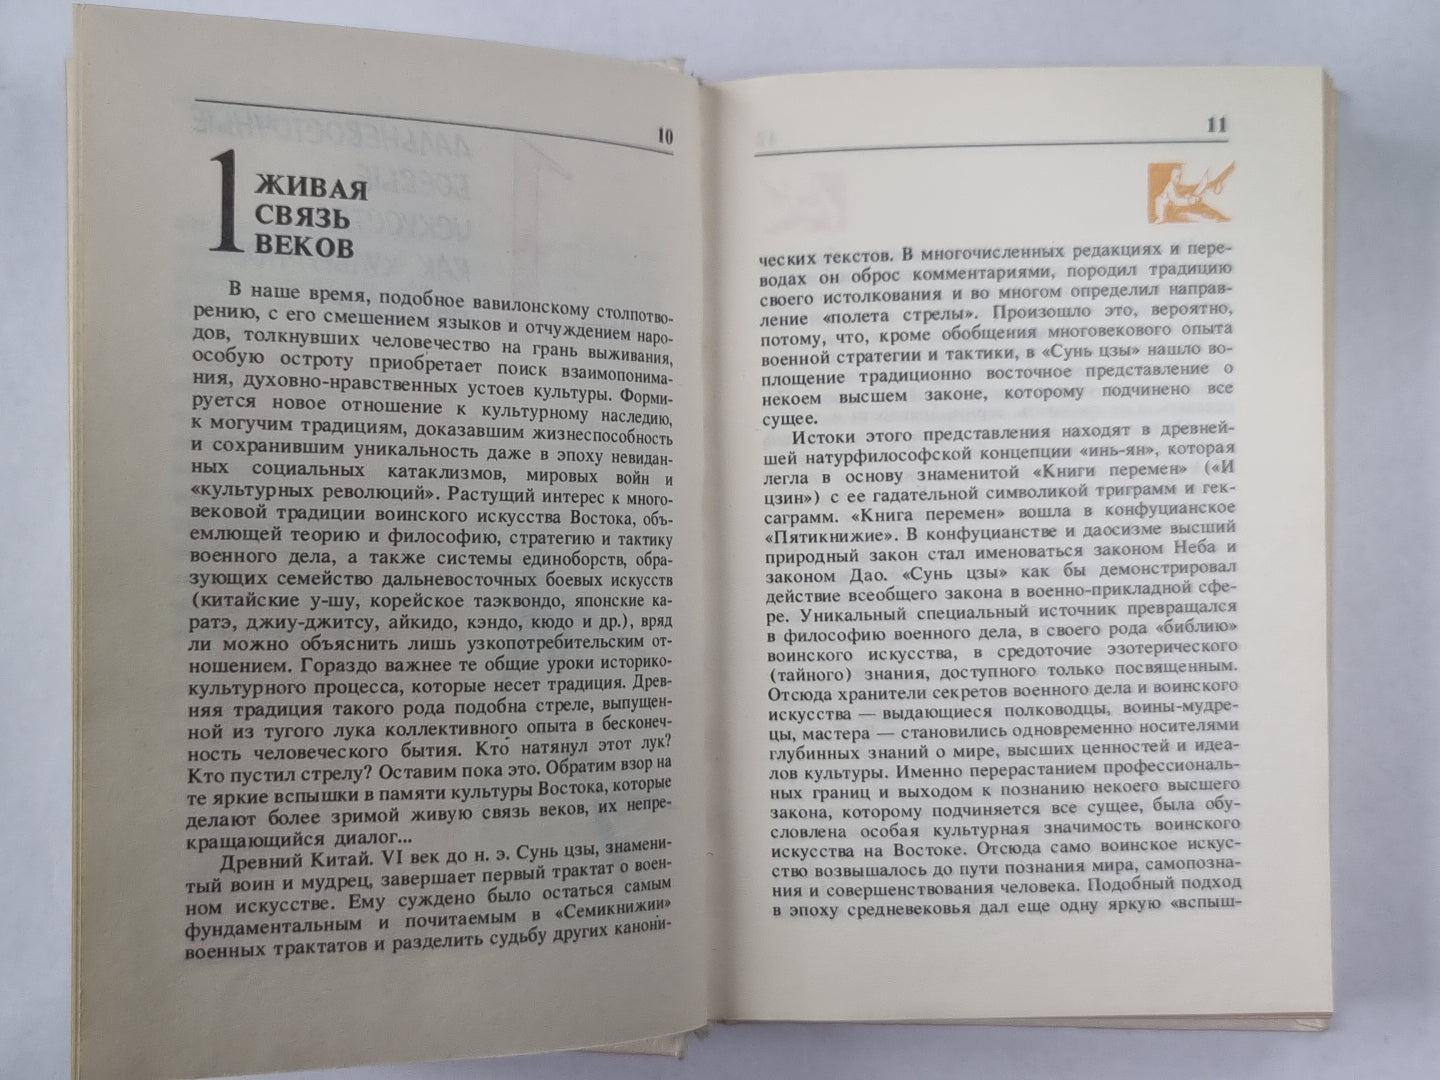 10
1 ЖИВАЯ
СВЯЗЬ
ВЕКОВ
В наше время, подобное вавилонскому столпотво-
рению, с его смешением языков и отчуждением наро-
дов, толкнувших человечество на грань выживания,
особую остроту приобретает поиск взаимопонима-
ния, духовно-нравственных устоев культуры. Форми-
руется новое отношение к культурному наследию,
к могучим традициям, доказавшим жизнеспособность
и сохранившим уникальность даже в эпоху невидан-
ных социальных катаклизмов, мировых войн и
«культурных революций». Растущий интерес к много-
вековой традиции воинского искусства Востока, объ-
емлющей теорию и философию, стратегию и тактику
военного дела, а также системы единоборств, обра-
зующих семейство дальневосточных боевых искусств
(китайские у-шу, корейское таэквондо, японские ка-
ратэ, джиу-джитсу, айкидо, кэндо, кюдо и др.), вряд
ли можно объяснить лишь узкопотребительским от-
ношением. Гораздо важнее те общие уроки историко-
культурного процесса, которые несет традиция. Древ-
няя традиция такого рода подобна стреле, выпущен-
ной из тугого лука коллективного опыта в бесконеч-
ность человеческого бытия. Кто натянул этот лук?
Кто пустил стрелу? Оставим пока это. Обратим взор на
те яркие вспышки в памяти культуры Востока, которые
делают более зримой живую связь веков, их непре-
кращающийся диалог...
Древний Китай. VI век до н. э. Сунь цзы, знамени-
тый воин и мудрец, завершает первый трактат о воен-
ном искусстве. Ему суждено было остаться самым
фундаментальным и почитаемым в «Семикнижии»
военных трактатов и разделить судьбу других канони-
11
ческих текстов. В многочисленных редакциях и пере-
водах он оброс комментариями, породил традицию
своего истолкования и во многом определил направ-
ление «полета стрелы». Произошло это, вероятно,
потому, что, кроме обобщения многовекового опыта
военной стратегии и тактики, в «Сунь цзы» нашло во-
площение традиционно восточное представление о
некоем высшем законе, которому подчинено все
сущее.
Истоки этого представления находят в древней-
шей натурфилософской концепции «инь-ян», которая
легла в основу знаменитой «Книги перемен» («И
цзин») с ее гадательной символикой триграмм и гек-
саграмм. «Книга перемен» вошла в конфуцианское
«Пятикнижие». В конфуцианстве и даосизме высший
природный закон стал именоваться законом Неба и
законом Дао. «Сунь цзы» как бы демонстрировал
действие всеобщего закона в военно-прикладной сфе-
ре. Уникальный специальный источник превращался
в философию военного дела, в своего рода «библию»
воинского искусства, в средоточие эзотерического
(тайного) знания, доступного только посвященным.
Отсюда хранители секретов военного дела и воинского
искусства — выдающиеся полководцы, воины-мудре-
цы, мастера — становились одновременно носителями
глубинных знаний о мире, высших ценностей и идеа-
лов культуры. Именно перерастанием профессиональ-
ных границ и выходом к познанию некоего высшего
закона, которому подчиняется все сущее, была обу-
словлена особая культурная значимость воинского
искусства на Востоке. Отсюда само воинское искус-
ство возвышалось до пути познания мира, самопозна-
ния и совершенствования человека. Подобный подход
в эпоху средневековья дал еще одну яркую «вспыш-